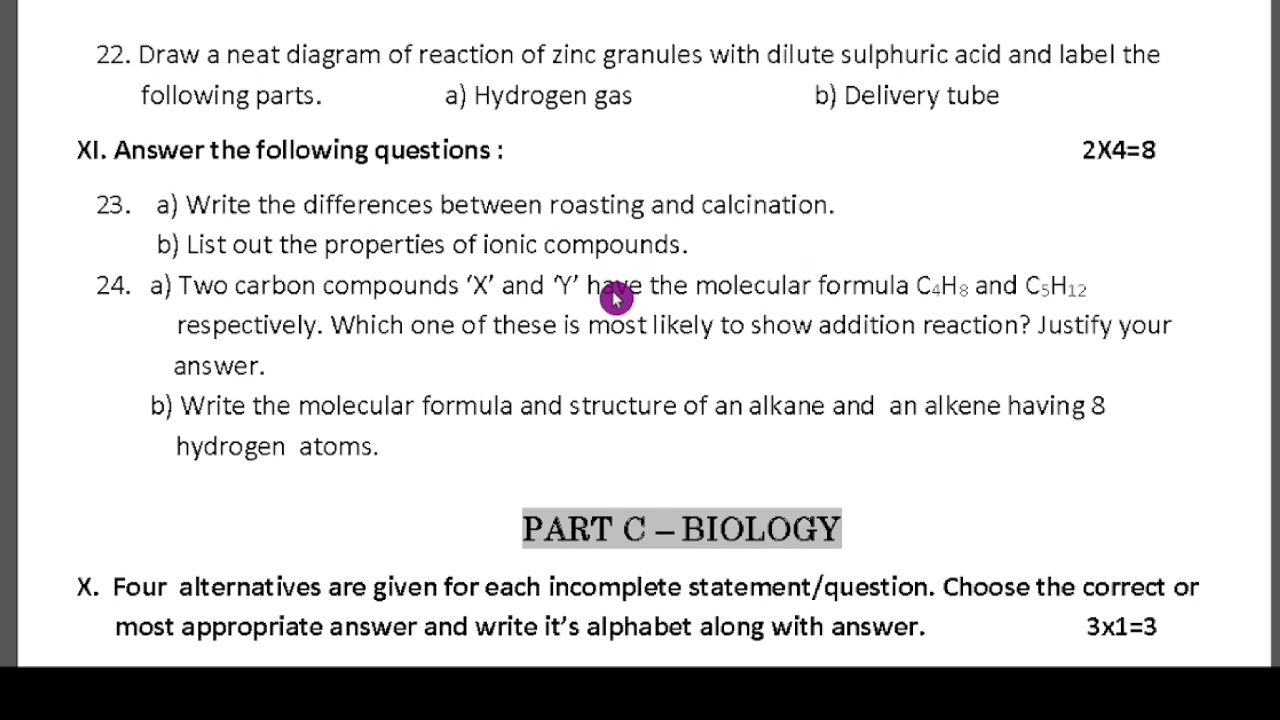 22. Draw a neat diagram of reaction of zinc granules with dilute sulphuric acid and label the
following parts. a) Hydrogen gas b) Delivery tube
XI. Answer the following questions : 2X4=8
23. a) Write the differences between roasting and calcination.
b) List out the properties of ionic compounds.
24. a) Two carbon compounds ‘X’ and ‘Y’ have the molecular formula C₄H₈ and C₅H₁₂
respectively. Which one of these is most likely to show addition reaction? Justify your
answer.
b) Write the molecular formula and structure of an alkane and an alkene having 8
hydrogen atoms.
PART C – BIOLOGY
X. Four alternatives are given for each incomplete statement/question. Choose the correct or
most appropriate answer and write it’s alphabet along with answer. 3x1=3